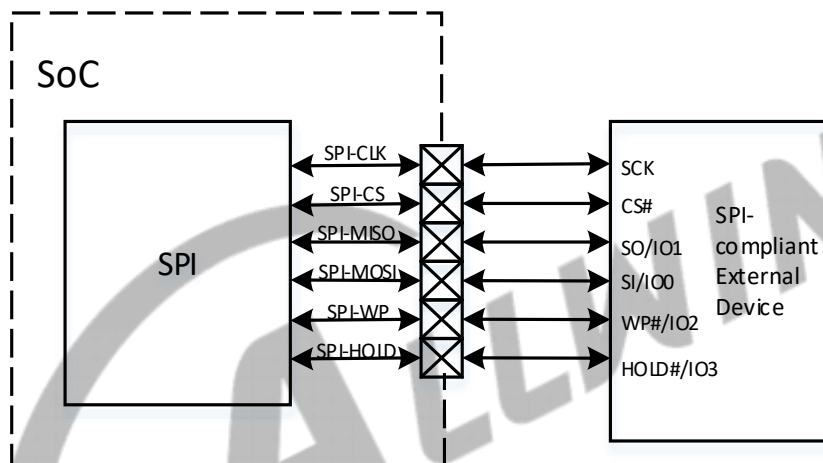 SoC
SPI
SPI-CLK
SPI-CS
SPI-MISO
SPI-MOSI
SPI-WP
SPI-HOLD
SCK
CS#
SO/IO1
SI/IO0
WP#/IO2
HOLD#/IO3
SPI-
compliant
External
Device